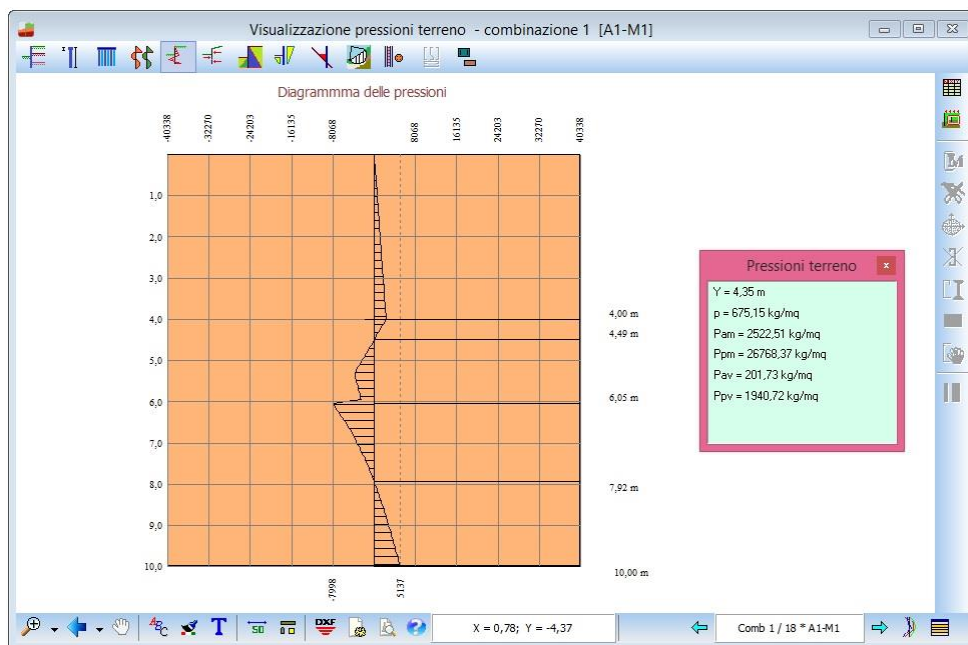 Visualizzazione pressioni terreno - combinazione 1 [A1-M1]
Diagrammma delle pressioni
-40338 -32270 -24203 -16135 -8068 8068 16135 24203 32270 40338
1,0
2,0
3,0
4,0
5,0
6,0
7,0
8,0
9,0
10,0
4,00 m
4,49 m
6,05 m
7,92 m
10,00 m
-7998 5137
Pressioni terreno
Y = 4,35 m
p = 675,15 kg/mq
Pam = 2522,51 kg/mq
Ppm = 26768,37 kg/mq
Pav = 201,73 kg/mq
Ppv = 1940,72 kg/mq
ABC T 50 DXF X = 0,78; Y = -4,37 Comb 1 / 18 * A1-M1